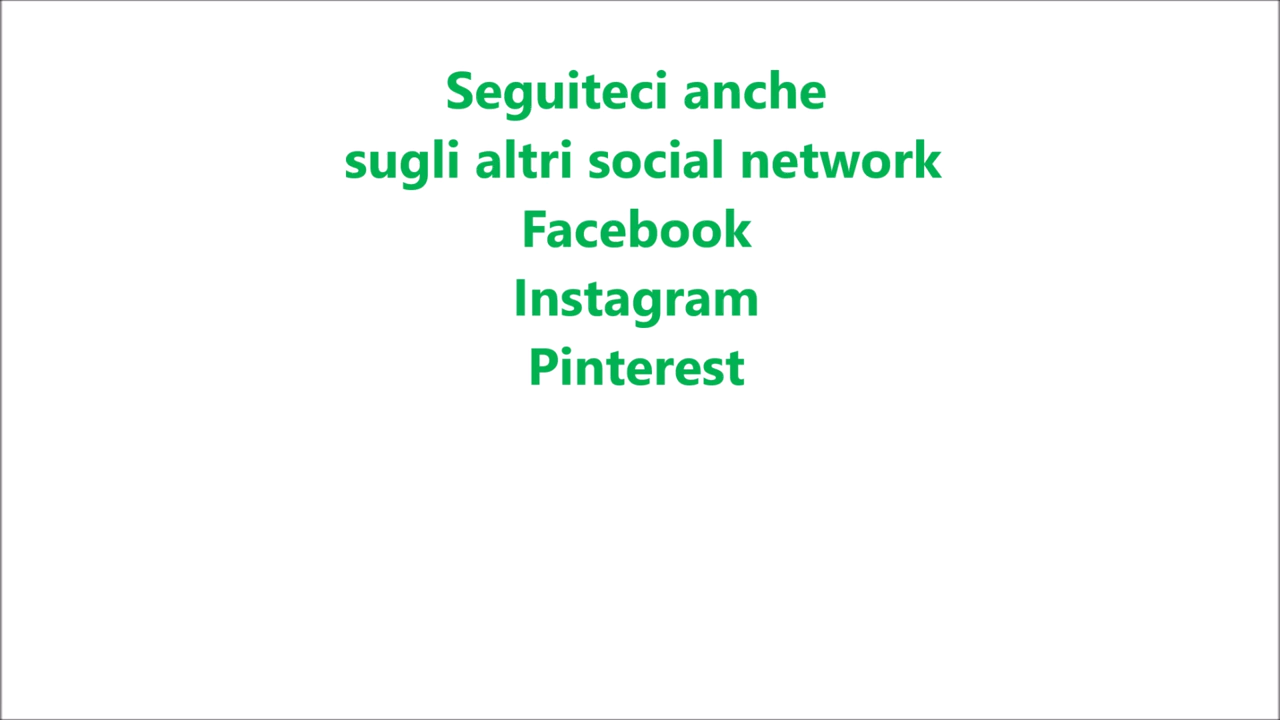 Seguiteci anche
sugli altri social network
Facebook
Instagram
Pinterest